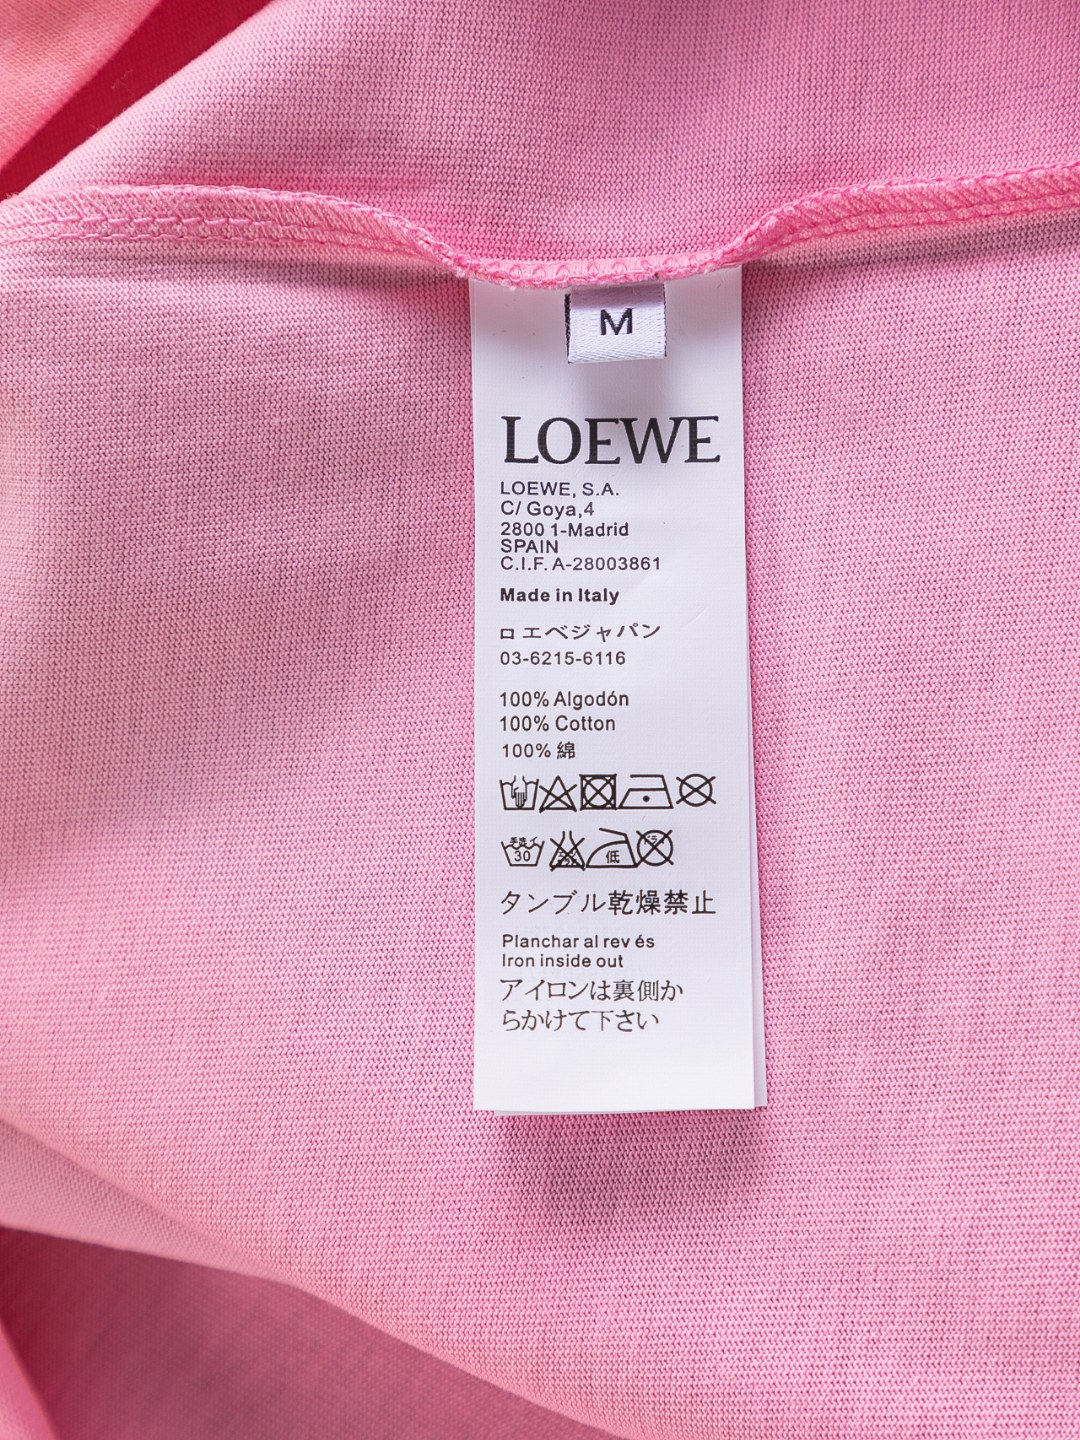 M
LOEWE
LOEWE, S.A.
C/ Goya,4
2800 1-Madrid
SPAIN
C.I.F. A-28003861
Made in Italy
ロエベジャパン
03-6215-6116
100% Algodón
100% Cotton
100% 綿
手洗イ
30
低
タンブル乾燥禁止
Planchar al rev és
Iron inside out
アイロンは裏側か
らかけて下さい